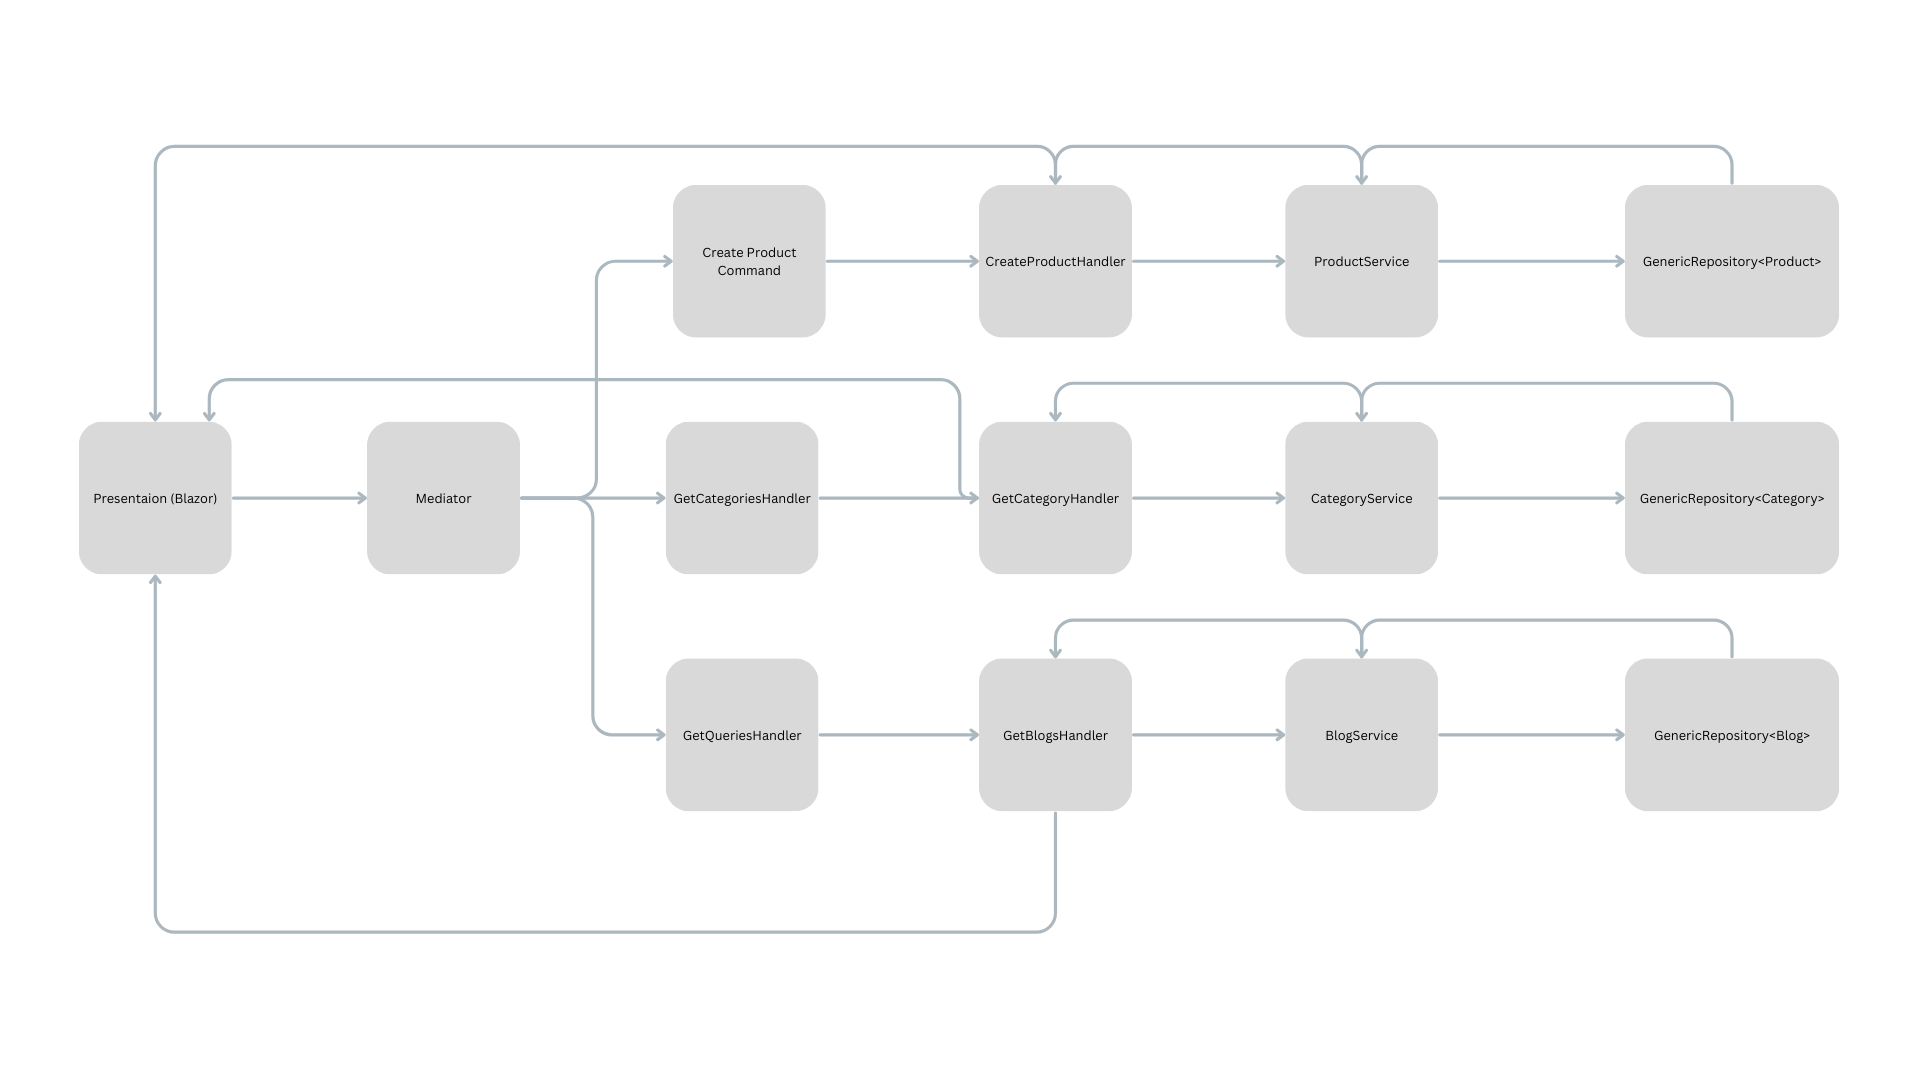 Create Product
Command
CreateProductHandler
ProductService
GenericRepository<Product>
Presentaion (Blazor)
Mediator
GetCategoriesHandler
GetCategoryHandler
CategoryService
GenericRepository<Category>
GetQueriesHandler
GetBlogsHandler
BlogService
GenericRepository<Blog>